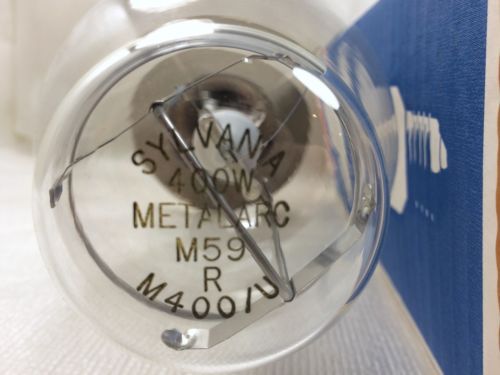 SYLVANIA
400W
METALARC
M59
R
M400/U